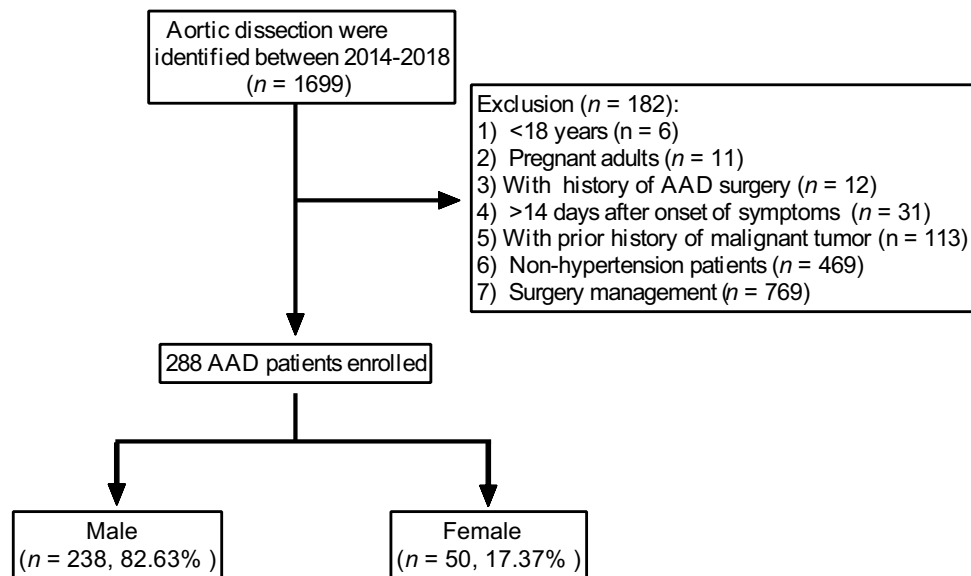 Aortic dissection were
identified between 2014-2018
(n = 1699)
Exclusion (n = 182):
1) <18 years (n = 6)
2) Pregnant adults (n = 11)
3) With history of AAD surgery (n = 12)
4) >14 days after onset of symptoms (n = 31)
5) With prior history of malignant tumor (n = 113)
6) Non-hypertension patients (n = 469)
7) Surgery management (n = 769)
288 AAD patients enrolled
Male
(n = 238, 82.63% )
Female
(n = 50, 17.37% )